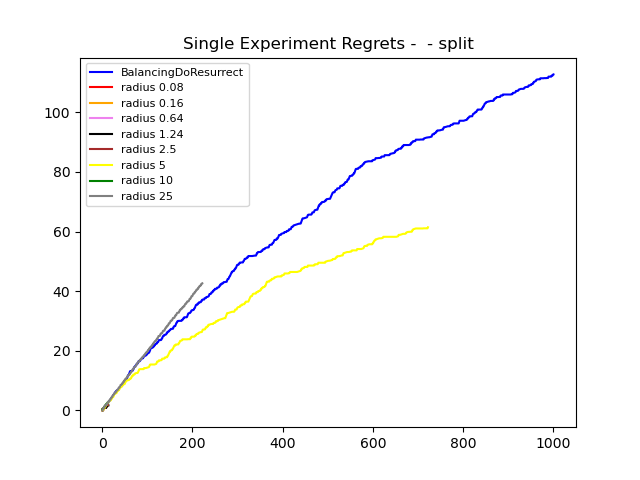 Single Experiment Regrets -  - split
BalancingDoResurrect
radius 0.08
radius 0.16
radius 0.64
radius 1.24
radius 2.5
radius 5
radius 10
radius 25
100
80
60
40
20
0
0 200 400 600 800 1000